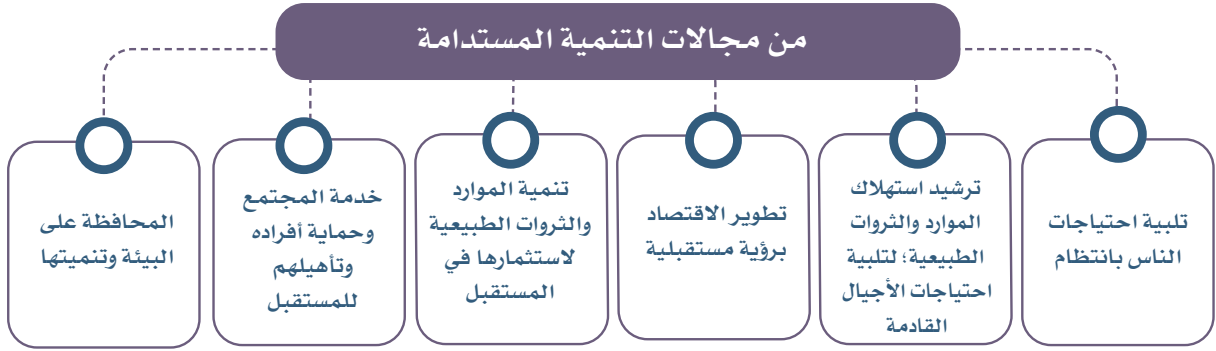 من مجالات التنمية المستدامة
تلبية احتياجات
الناس بانتظام
ترشيد استهلاك
الموارد والثروات
الطبيعية؛ لتلبية
احتياجات الأجيال
القادمة
تطوير الاقتصاد
برؤية مستقبلية
تنمية الموارد
والثروات الطبيعية
لاستثمارها في
المستقبل
خدمة المجتمع
وحماية أفراده
وتأهيلهم
للمستقبل
المحافظة على
البيئة وتنميتها